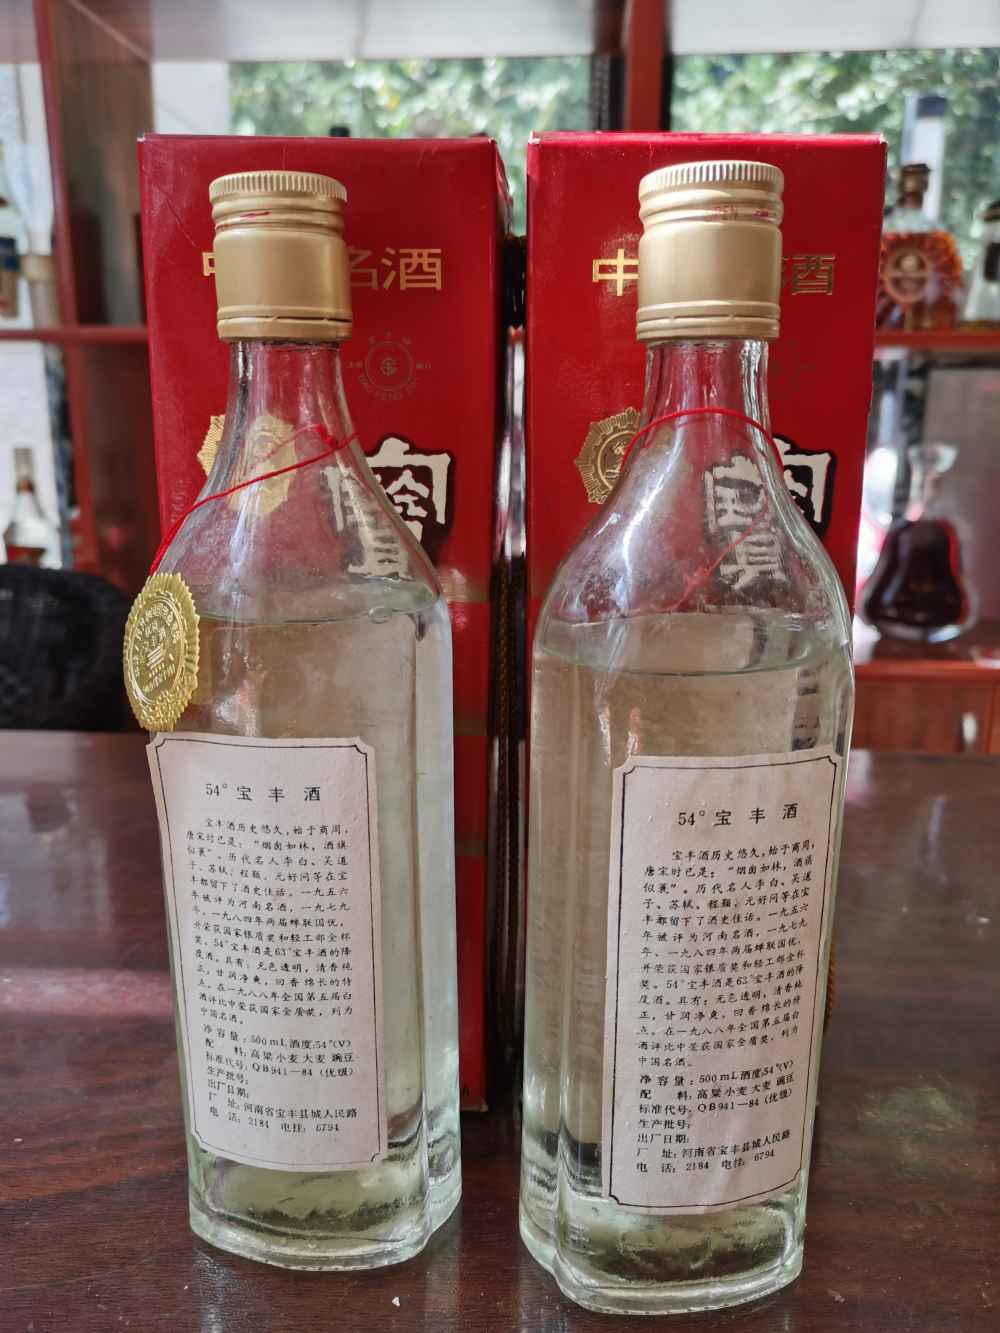 名酒
中
酒
BAO FENG JIU
寳
寳
54°宝丰酒
宝丰酒历史悠久,始于商周,
唐宋时已是:“烟囱如林,酒旗
似蓑”。历代名人李白、吴道
子、苏轼、程颢、元好问等在宝
丰都留下了酒史佳话。一九五六
年被评为河南名酒,一九七九
年、一九八四年两届蝉联国优,
并荣获国家银质奖和轻工部金杯
奖。54°宝丰酒是63°宝丰酒的降
度酒。具有:无色透明,清香纯
正,甘润净爽,回香绵长的特
点。在一九八八年全国第五届白
酒评比中荣获国家金质奖,列为
中国名酒。
净容量:500mL 酒度:54°(V)
配 料:高粱小麦大麦豌豆
标准代号:QB941—84(优级)
生产批号:
出厂日期:
厂 址:河南省宝丰县城人民路
电 话:2184 电挂:6794
54°宝丰酒
宝丰酒历史悠久,始于商周,
唐宋时已是:“烟囱如林,酒旗
似蓑”。历代名人李白、吴道
子、苏轼、程颢、元好问等在宝
丰都留下了酒史佳话。一九五六
年被评为河南名酒,一九七九
年、一九八四年两届蝉联国优,
并荣获国家银质奖和轻工部金杯
奖。54°宝丰酒是63°宝丰酒的降
度酒。具有:无色透明,清香纯
正,甘润净爽,回香绵长的特
点。在一九八八年全国第五届白
酒评比中荣获国家金质奖,列为
中国名酒。
净容量:500mL 酒度:54°(V)
配 料:高粱小麦大麦豌豆
标准代号:QB941—84(优级)
生产批号:
出厂日期:
厂 址:河南省宝丰县城人民路
电 话:2184 电挂:6794